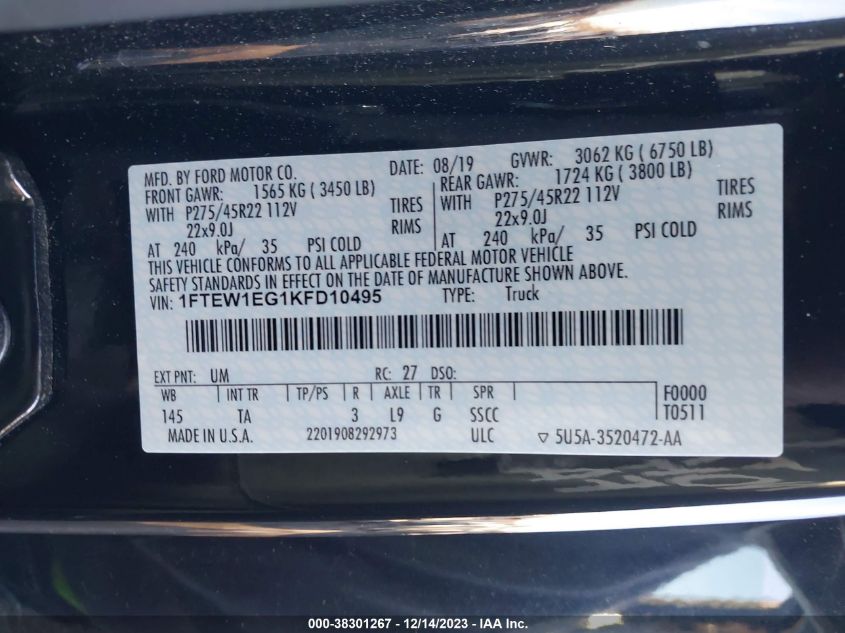 MFD. BY FORD MOTOR CO. DATE: 08/19 GVWR: 3062 KG ( 6750 LB)
FRONT GAWR: 1565 KG ( 3450 LB) REAR GAWR: 1724 KG ( 3800 LB)
WITH P275/45R22 112V TIRES WITH P275/45R22 112V TIRES
22x9.0J RIMS 22x9.0J RIMS
AT 240 kPa/ 35 PSI COLD AT 240 kPa/ 35 PSI COLD
THIS VEHICLE CONFORMS TO ALL APPLICABLE FEDERAL MOTOR VEHICLE
SAFETY STANDARDS IN EFFECT ON THE DATE OF MANUFACTURE SHOWN ABOVE.
VIN: 1FTEW1EG1KFD10495 TYPE: Truck
EXT PNT: UM RC: 27 DSO:
WB INT TR TP/PS R AXLE TR SPR F0000
145 TA 3 L9 G SSCC T0511
MADE IN U.S.A. 2201908292973 ULC ▽ 5U5A-3520472-AA
000-38301267 - 12/14/2023 - IAA Inc.